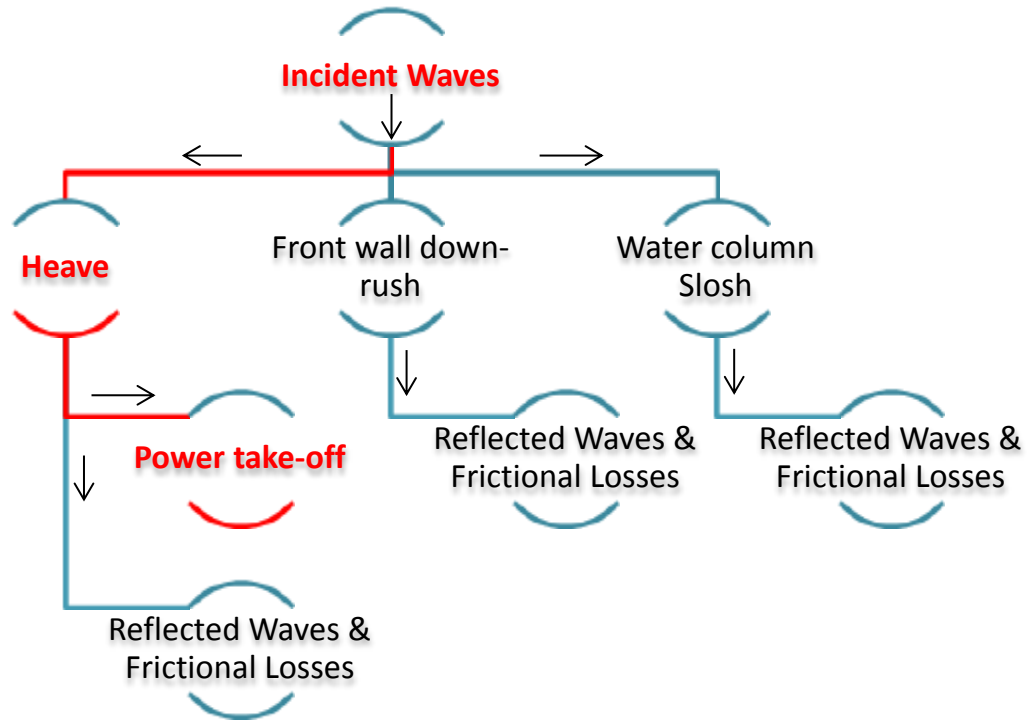 Incident Waves
Heave
Front wall down-
rush
Water column
Slosh
Power take-off
Reflected Waves &
Frictional Losses
Reflected Waves &
Frictional Losses
Reflected Waves &
Frictional Losses